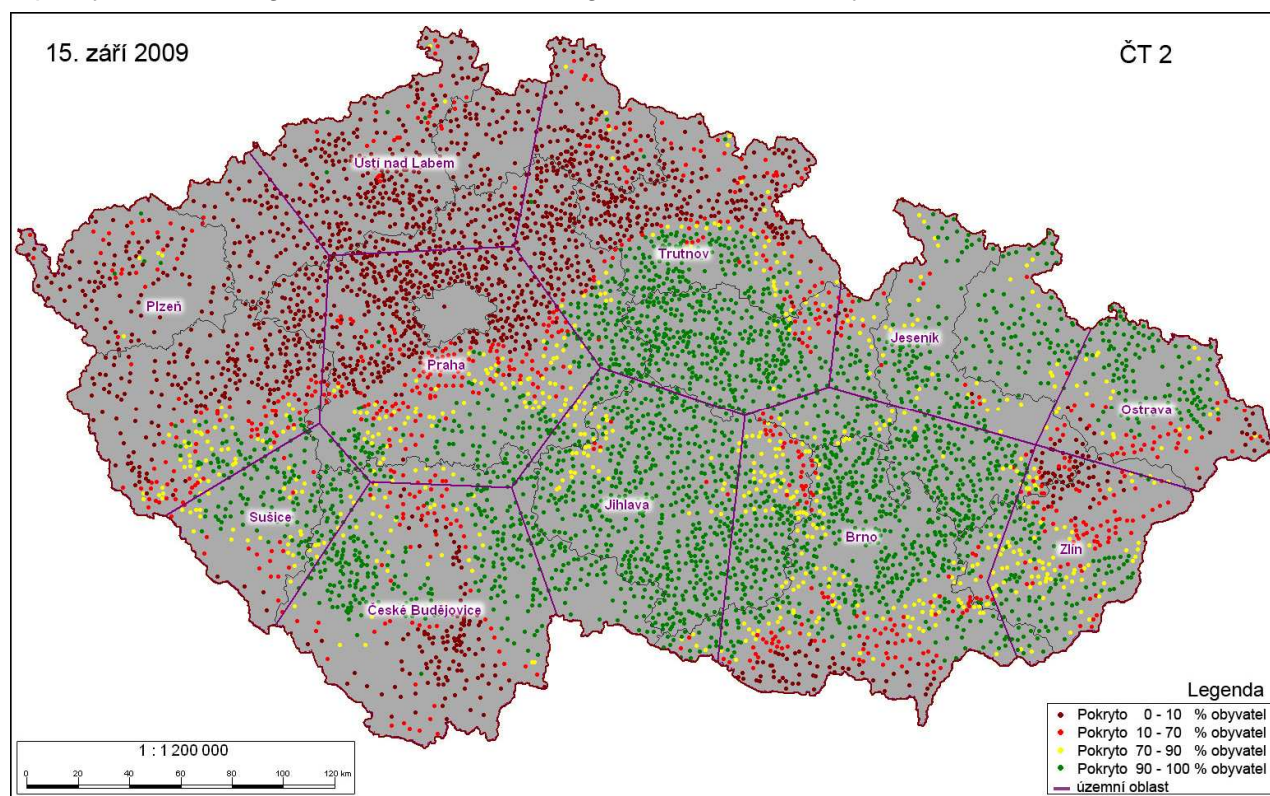 15. září 2009
ČT 2
Ústí nad Labem
Trutnov
Plzeň
Jeseník
Praha
Ostrava
Sušice
Jihlava
Brno
Zlín
České Budějovice
Legenda
Pokryto 0 - 10 % obyvatel
Pokryto 10 - 70 % obyvatel
Pokryto 70 - 90 % obyvatel
Pokryto 90 - 100 % obyvatel
územní oblast
1 : 1 200 000
0 20 40 60 80 100 120 km